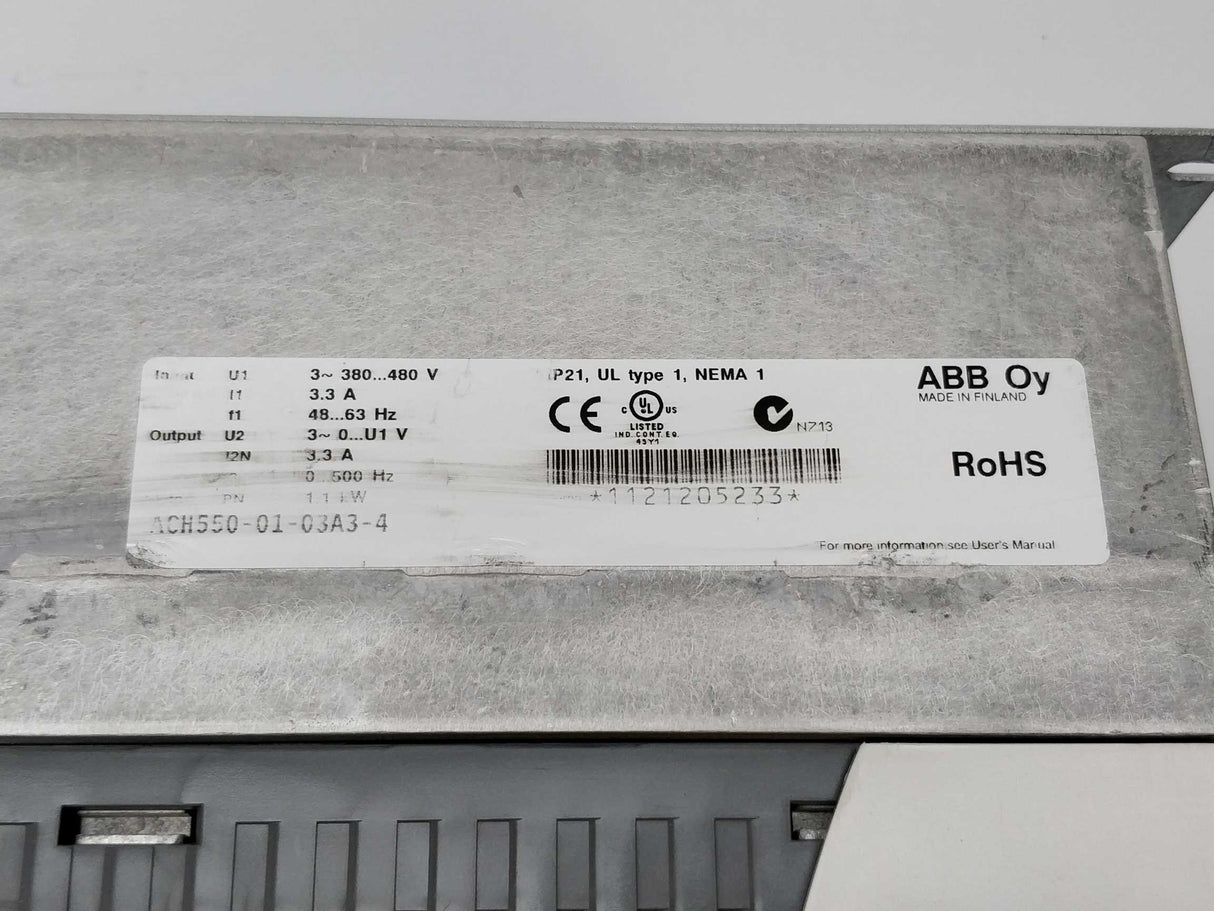 U1 3~ 380...480 V
I1 3.3 A
f1 48...63 Hz
Output U2 3~ 0...U1 V
I2N 3.3 A
0...500 Hz
PN 1.1 kW
ACH550-01-03A3-4
IP21, UL type 1, NEMA 1
CE
C UL US
LISTED
IND. CONT. EQ.
45Y1
N713
*1121205233*
ABB Oy
MADE IN FINLAND
RoHS
For more information see User's Manual